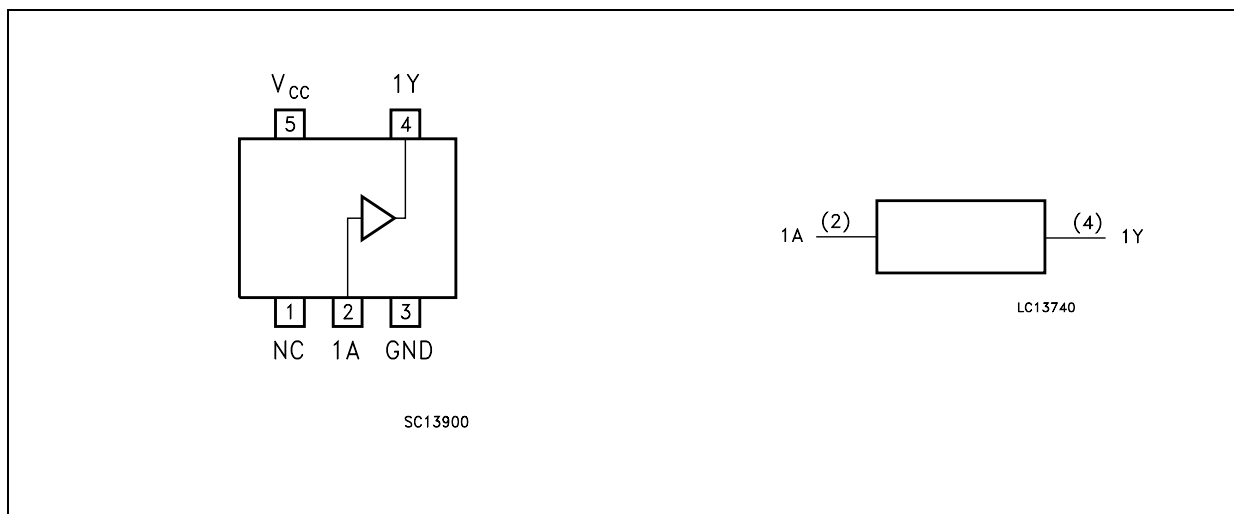 VCC 1Y
5 4
1 2 3
NC 1A GND
SC13900
1A (2) (4) 1Y
LC13740